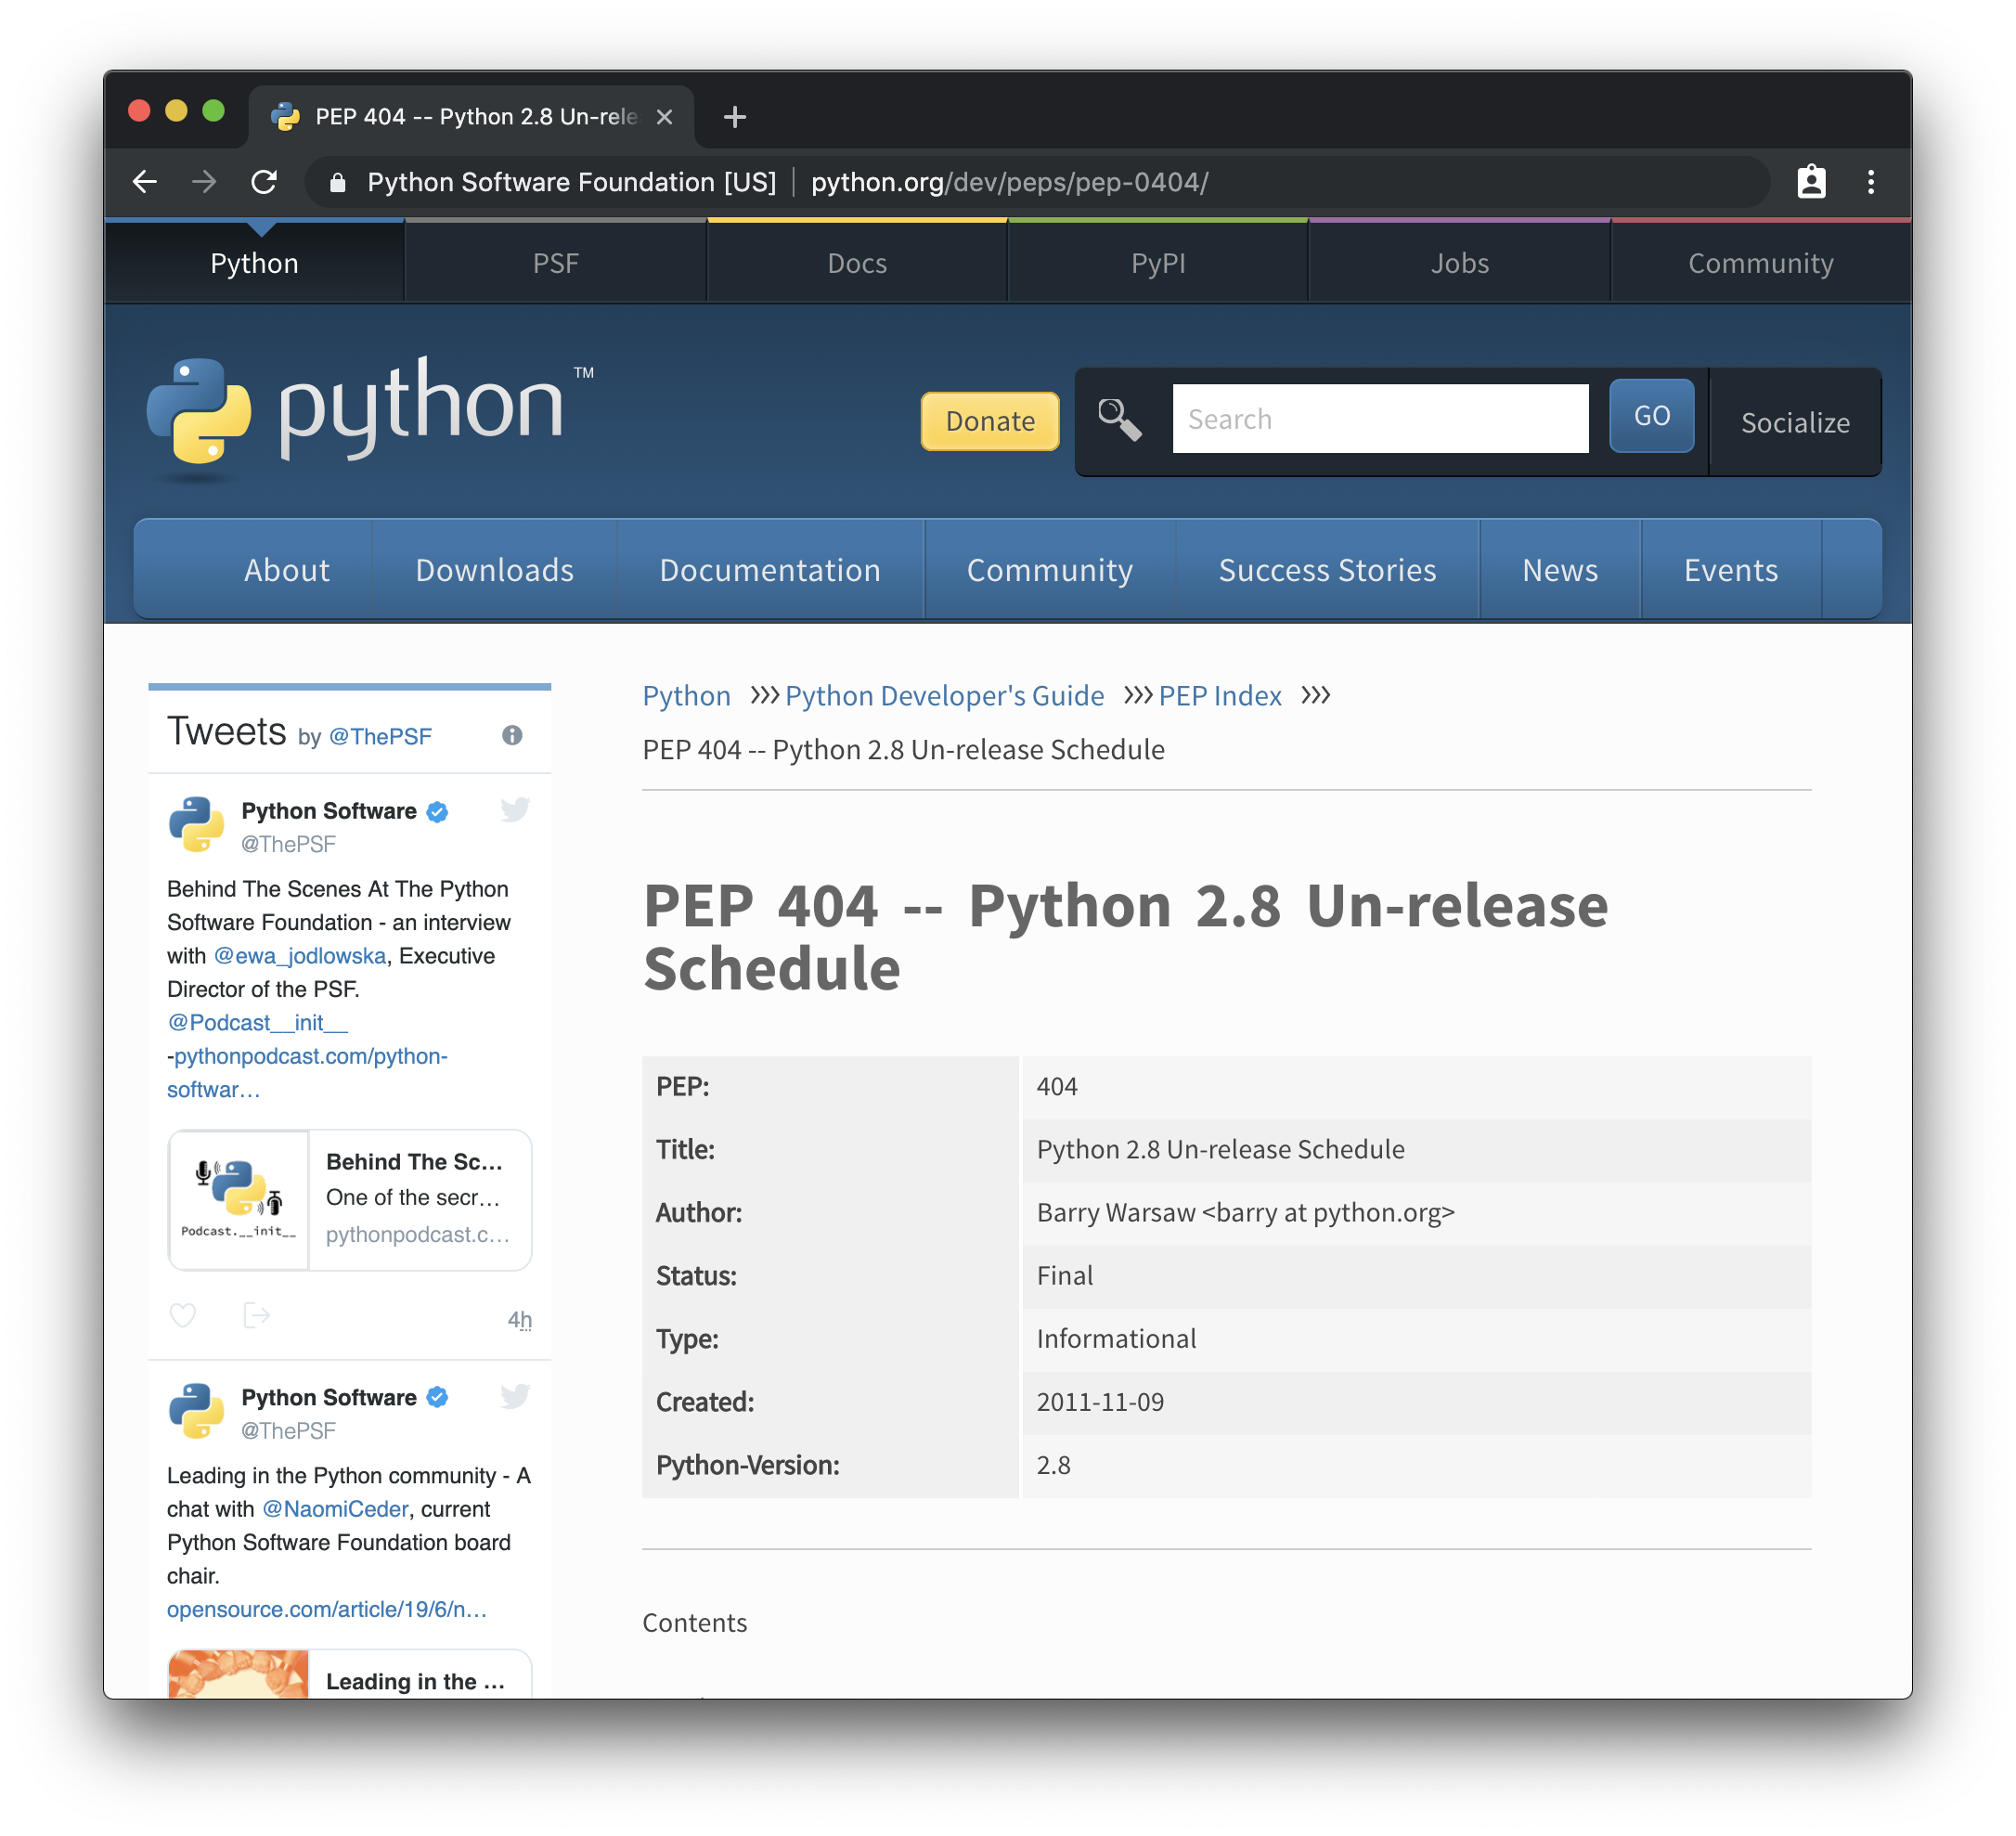 PEP 404 -- Python 2.8 Un-rele
Python Software Foundation [US] | python.org/dev/peps/pep-0404/
Python
PSF
Docs
PyPI
Jobs
Community
python™
Donate
Search
GO
Socialize
About
Downloads
Documentation
Community
Success Stories
News
Events
Tweets by @ThePSF
Python Software
@ThePSF
Behind The Scenes At The Python
Software Foundation - an interview
with @ewa_jodlowska, Executive
Director of the PSF.
@Podcast__init__
-pythonpodcast.com/python-
softwar…
Podcast.__init__
Behind The Sc…
One of the secr…
pythonpodcast.c…
4h
Python Software
@ThePSF
Leading in the Python community - A
chat with @NaomiCeder, current
Python Software Foundation board
chair.
opensource.com/article/19/6/n…
Leading in the …
Python >>> Python Developer's Guide >>> PEP Index >>>
PEP 404 -- Python 2.8 Un-release Schedule
PEP 404 -- Python 2.8 Un-release
Schedule
PEP: 404
Title: Python 2.8 Un-release Schedule
Author: Barry Warsaw <barry at python.org>
Status: Final
Type: Informational
Created: 2011-11-09
Python-Version: 2.8
Contents